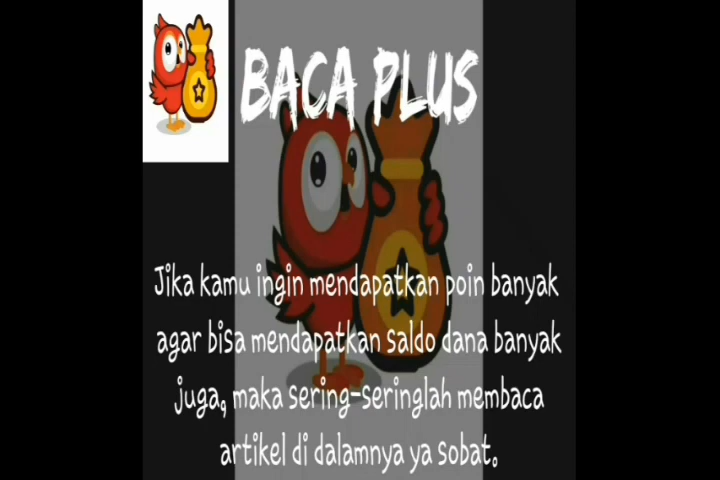 BACA PLUS
Jika kamu ingin mendapatkan poin banyak
agar bisa mendapatkan saldo dana banyak
juga, maka sering-seringlah membaca
artikel di dalamnya ya sobat.